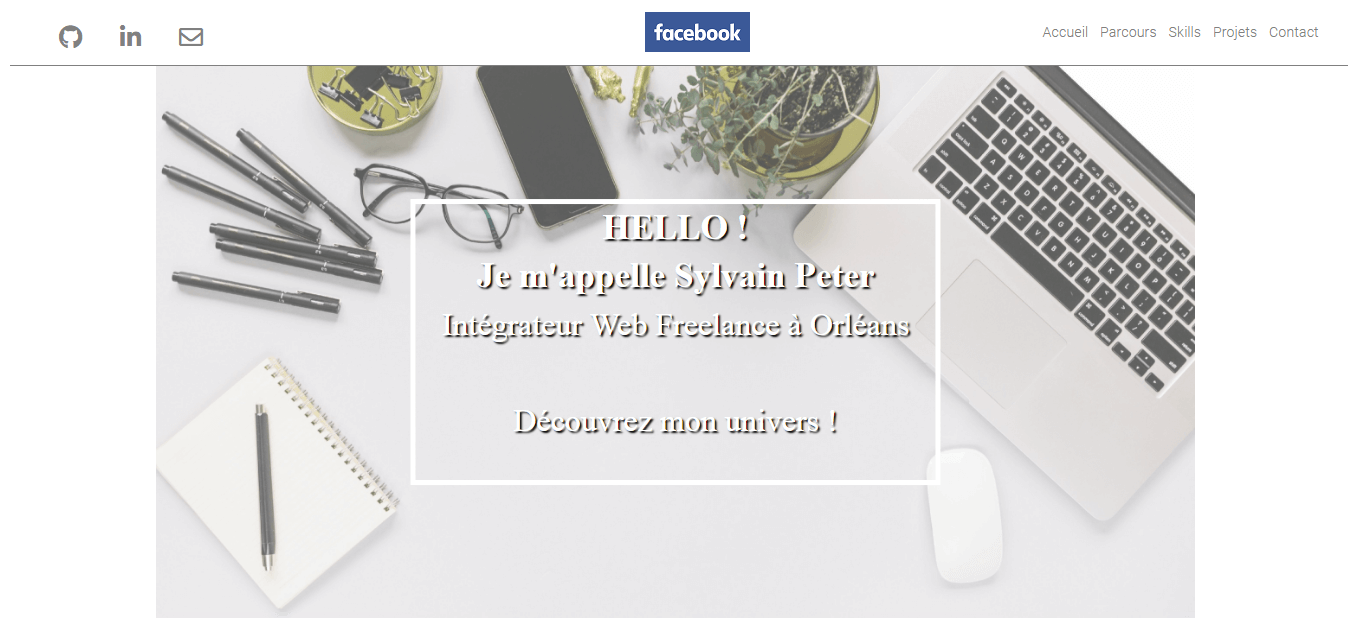 facebook
Accueil Parcours Skills Projets Contact
HELLO !
Je m'appelle Sylvain Peter
Intégrateur Web Freelance à Orléans
Découvrez mon univers !